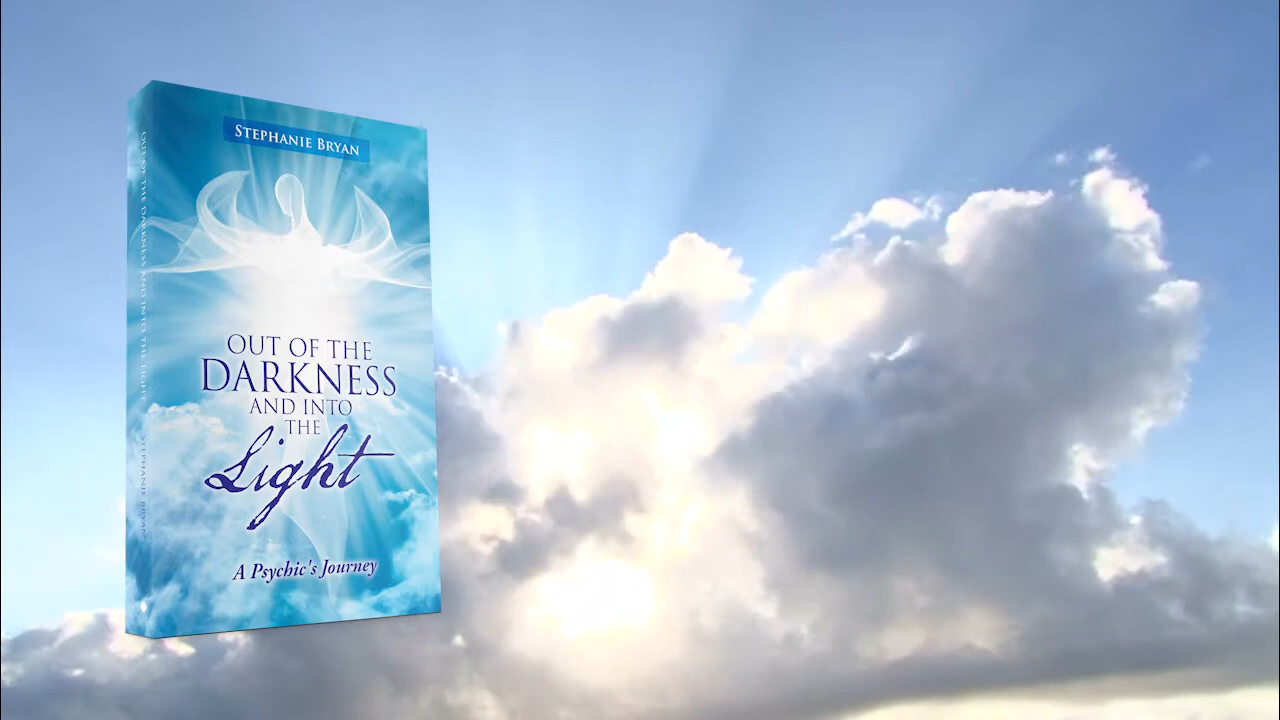 STEPHANIE BRYAN
OUT OF THE
DARKNESS
AND INTO
THE
Light
A Psychic's Journey
OUT OF THE DARKNESS AND INTO THE LIGHT STEPHANIE BRYAN